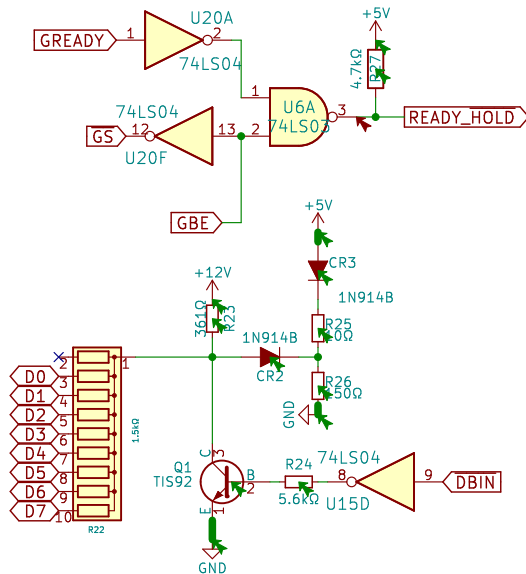 U20A
+5V
GREADY
1
2
74LS04
4.7kΩ
R27
1
74LS04
U6A
3
READY_HOLD
GS
12
13
2
74LS03
U20F
GBE
+5V
CR3
+12V
1N914B
361Ω
R23
1N914B
R25
10Ω
2
1
CR2
D0
3
R26
150Ω
D1
4
GND
D2
5
1.5kΩ
D3
6
D4
7
C
3
74LS04
D5
8
Q1
B
R24
8
9
DBIN
TIS92
2
D6
9
5.6kΩ
U15D
D7
10
E
1
R22
GND